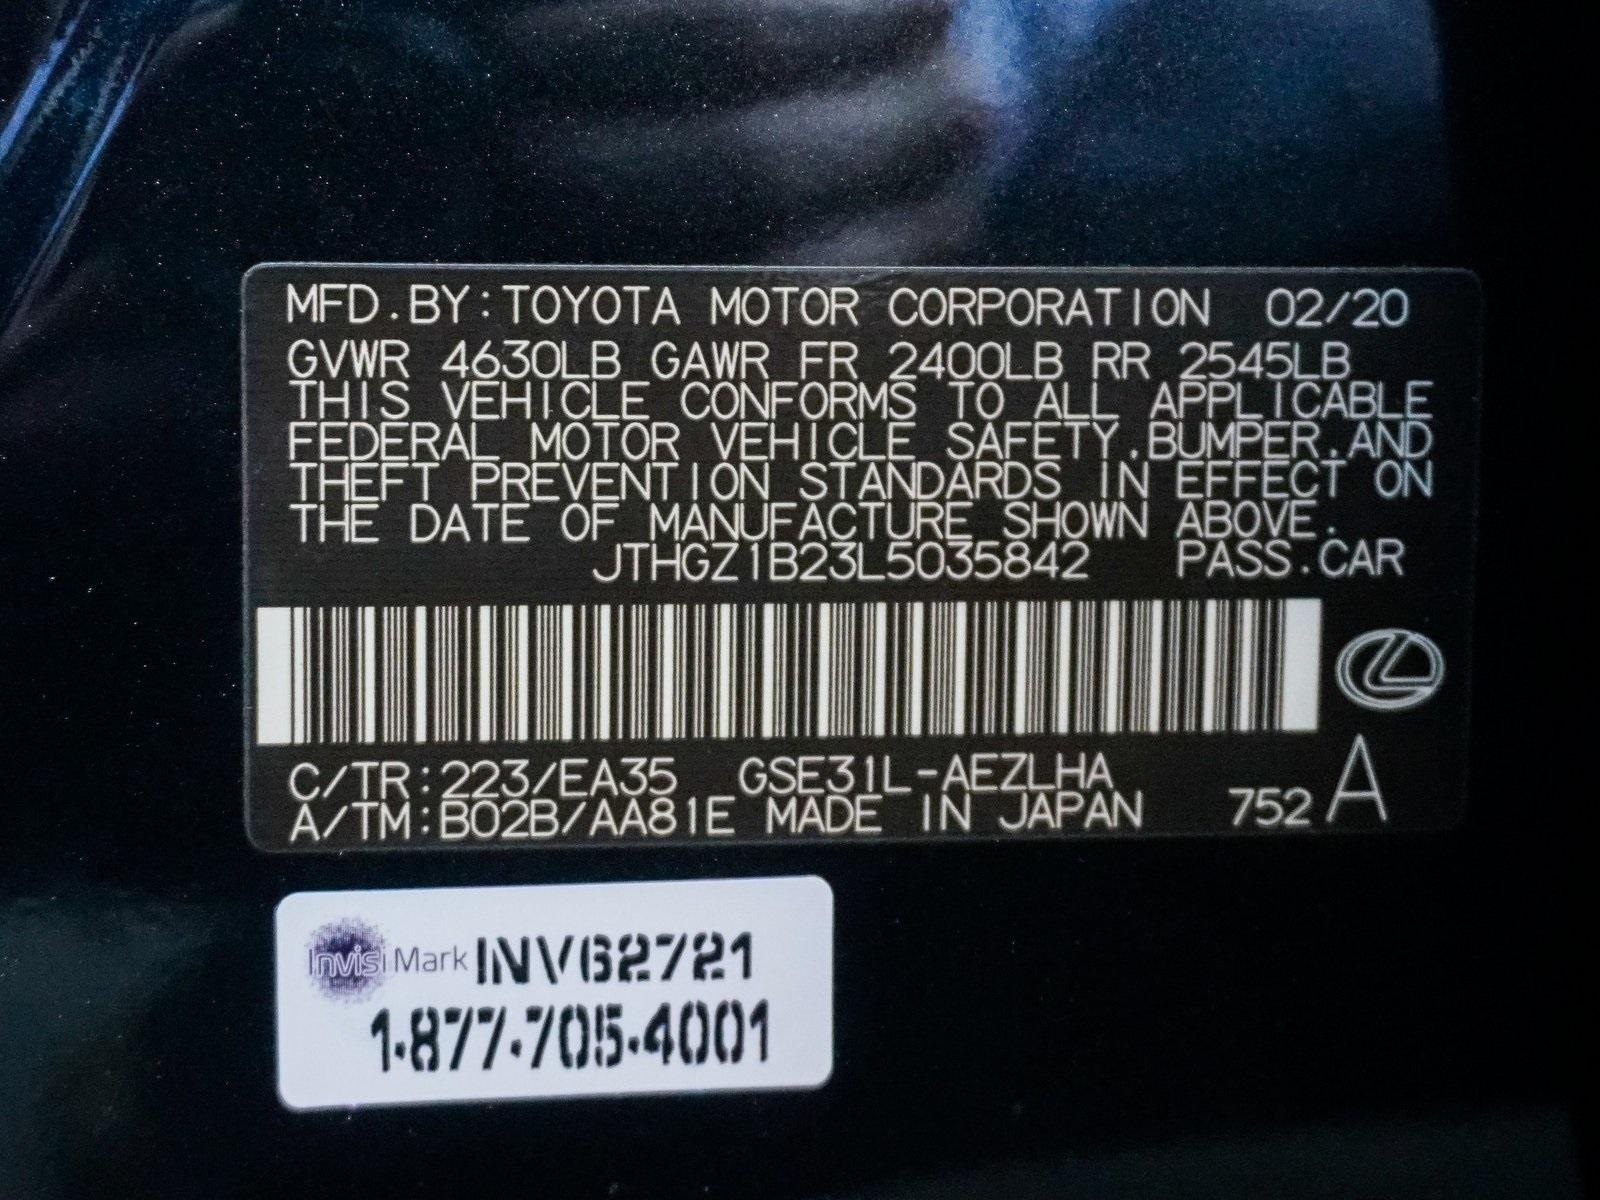 MFD.BY:TOYOTA MOTOR CORPORATION 02/20
GVWR 4630LB GAWR FR 2400LB RR 2545LB
THIS VEHICLE CONFORMS TO ALL APPLICABLE
FEDERAL MOTOR VEHICLE SAFETY,BUMPER,AND
THEFT PREVENTION STANDARDS IN EFFECT ON
THE DATE OF MANUFACTURE SHOWN ABOVE.
JTHGZ1B23L5035842 PASS.CAR
C/TR:223/EA35 GSE31L-AEZLHA
A/TM:B02B/AA81E MADE IN JAPAN 752 A
InvisiMark INV62721
1-877-705-4001